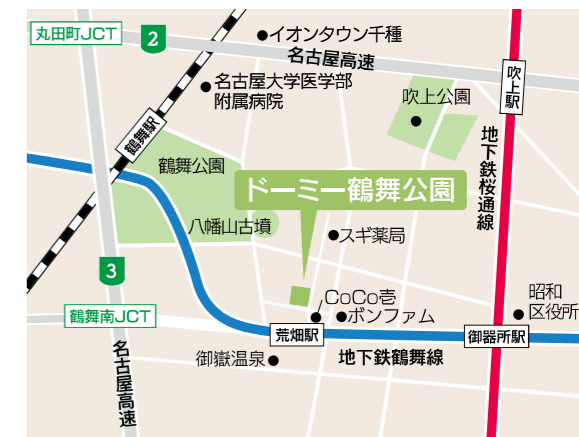 丸田町JCT
2
イオンタウン千種
名古屋高速
名古屋大学医学部
附属病院
吹上駅
吹上公園
鶴舞駅
地下鉄桜通線
鶴舞公園
ドーミー鶴舞公園
八幡山古墳
スギ薬局
3
CoCo壱
昭和
区役所
鶴舞南JCT
ボンファム
荒畑駅
御器所駅
名古屋高速
御嶽温泉
地下鉄鶴舞線